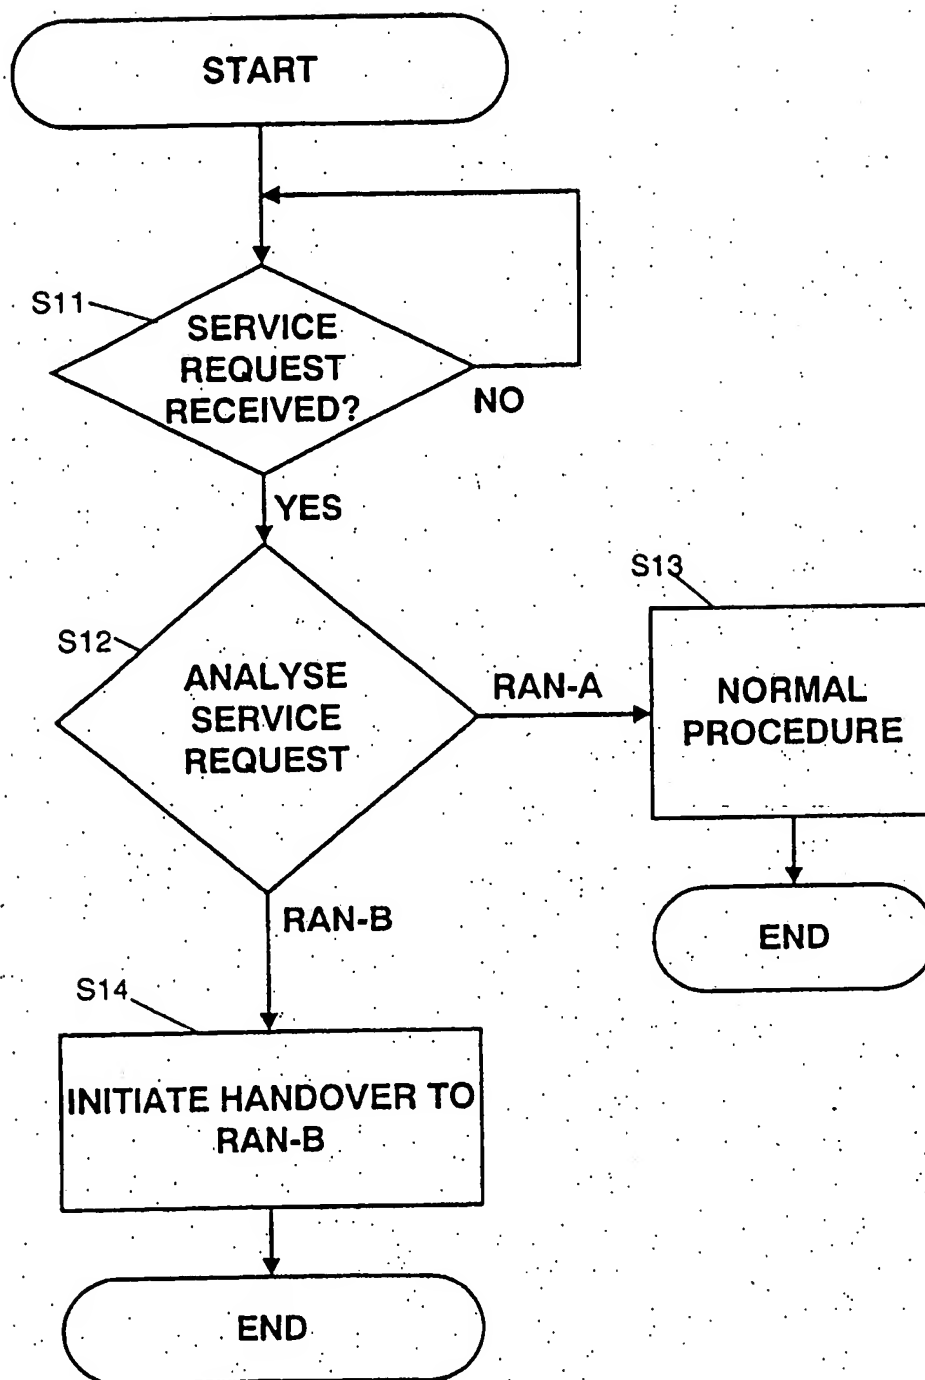 START
S11
SERVICE
REQUEST
RECEIVED?
NO
YES
S12
ANALYSE
SERVICE
REQUEST
RAN-A
S13
NORMAL
PROCEDURE
END
RAN-B
S14
INITIATE HANDOVER TO
RAN-B
END